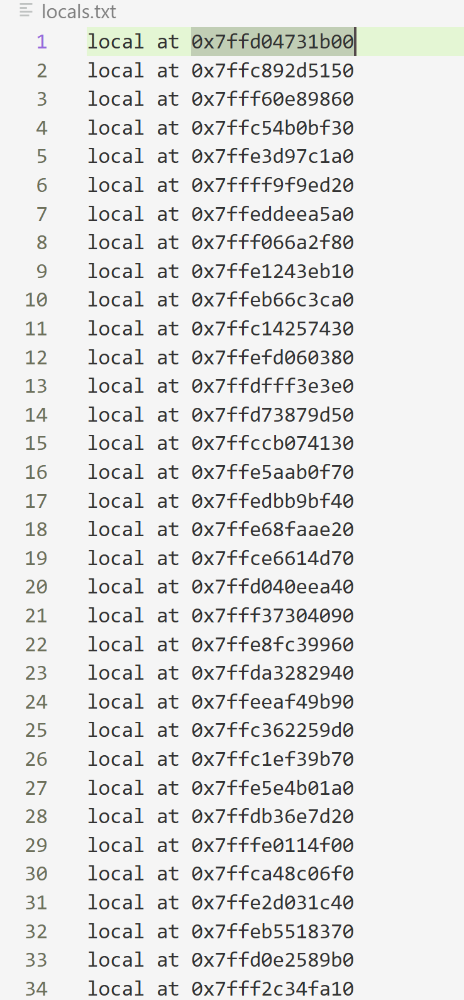 locals.txt
1 local at 0x7ffd04731b00
2 local at 0x7ffc892d5150
3 local at 0x7fff60e89860
4 local at 0x7ffc54b0bf30
5 local at 0x7ffe3d97c1a0
6 local at 0x7ffff9f9ed20
7 local at 0x7ffeddeea5a0
8 local at 0x7fff066a2f80
9 local at 0x7ffe1243eb10
10 local at 0x7ffeb66c3ca0
11 local at 0x7ffc14257430
12 local at 0x7ffefd060380
13 local at 0x7ffdfff3e3e0
14 local at 0x7ffd73879d50
15 local at 0x7ffccb074130
16 local at 0x7ffe5aab0f70
17 local at 0x7ffedbb9bf40
18 local at 0x7ffe68faae20
19 local at 0x7ffce6614d70
20 local at 0x7ffd040eea40
21 local at 0x7fff37304090
22 local at 0x7ffe8fc39960
23 local at 0x7ffda3282940
24 local at 0x7ffeeaf49b90
25 local at 0x7ffc362259d0
26 local at 0x7ffc1ef39b70
27 local at 0x7ffe5e4b01a0
28 local at 0x7ffdb36e7d20
29 local at 0x7fffe0114f00
30 local at 0x7ffca48c06f0
31 local at 0x7ffe2d031c40
32 local at 0x7ffeb5518370
33 local at 0x7ffd0e2589b0
34 local at 0x7fff2c34fa10